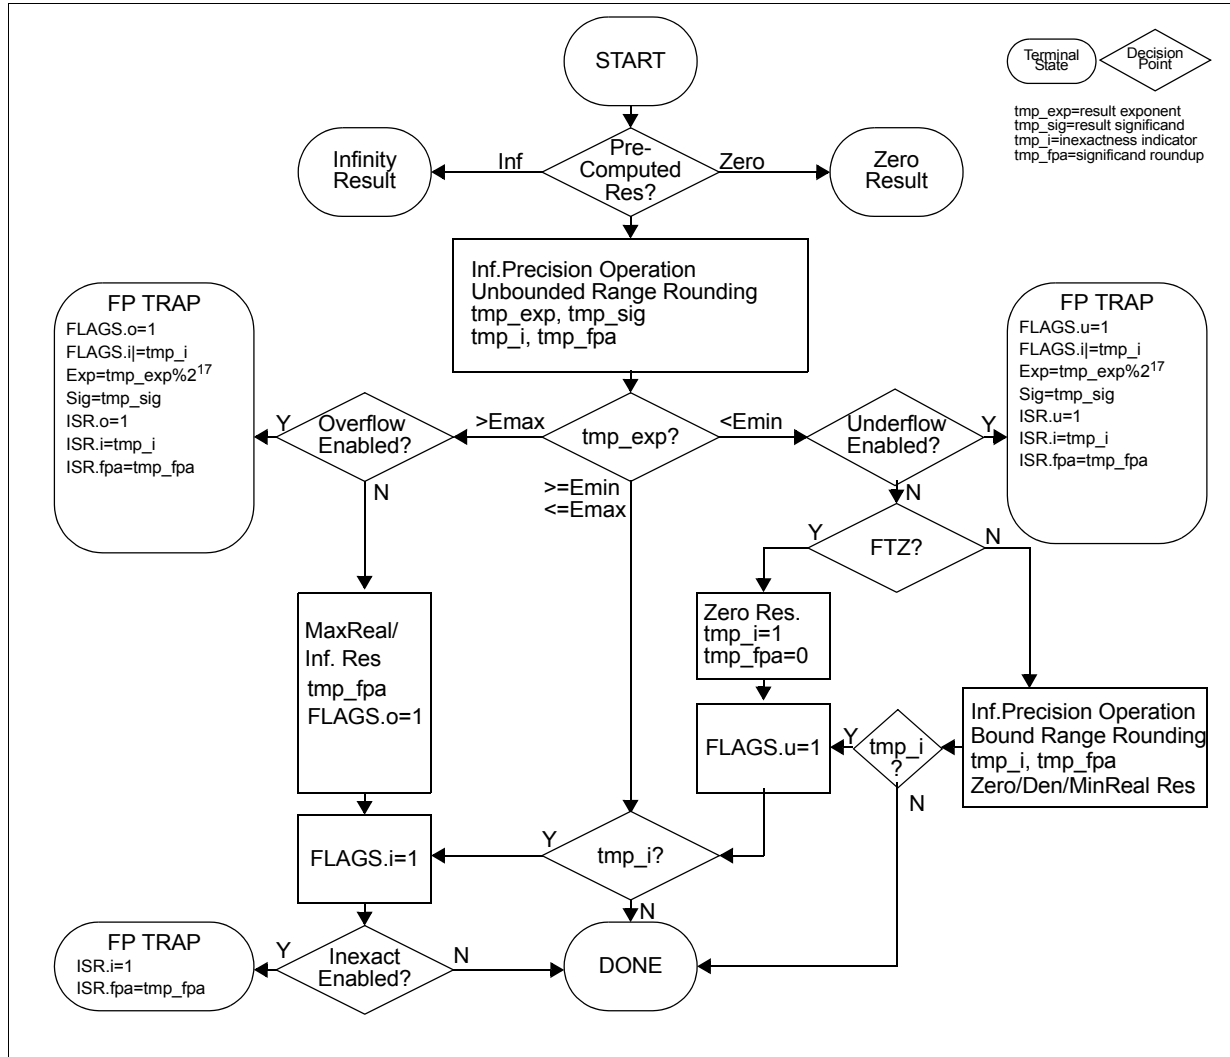 START
Terminal
State
Decision
Point
tmp_exp=result exponent
tmp_sig=result significand
tmp_i=inexactness indicator
tmp_fpa=significand roundup
Infinity
Result
Inf
Pre-
Computed
Res?
Zero
Zero
Result
Inf.Precision Operation
Unbounded Range Rounding
tmp_exp, tmp_sig
tmp_i, tmp_fpa
FP TRAP
FLAGS.o=1
FLAGS.i|=tmp_i
Exp=tmp_exp%2^17
Sig=tmp_sig
ISR.o=1
ISR.i=tmp_i
ISR.fpa=tmp_fpa
Y
Overflow
Enabled?
N
>Emax
tmp_exp?
<Emin
>=Emin
<=Emax
Underflow
Enabled?
Y
N
FP TRAP
FLAGS.u=1
FLAGS.i|=tmp_i
Exp=tmp_exp%2^17
Sig=tmp_sig
ISR.u=1
ISR.i=tmp_i
ISR.fpa=tmp_fpa
Y
FTZ?
N
Zero Res.
tmp_i=1
tmp_fpa=0
MaxReal/
Inf. Res
tmp_fpa
FLAGS.o=1
FLAGS.u=1
Y
tmp_i
?
N
Inf.Precision Operation
Bound Range Rounding
tmp_i, tmp_fpa
Zero/Den/MinReal Res
FLAGS.i=1
Y
tmp_i?
N
FP TRAP
ISR.i=1
ISR.fpa=tmp_fpa
Y
Inexact
Enabled?
N
DONE